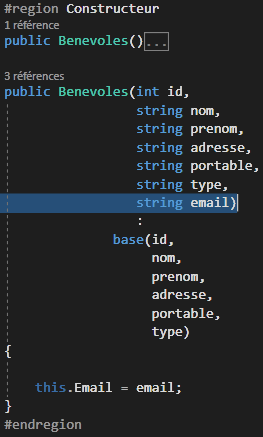 #region Constructeur
1 référence
public Benevoles()...
3 références
public Benevoles(int id,
string nom,
string prenom,
string adresse,
string portable,
string type,
string email)
:
base(id,
nom,
prenom,
adresse,
portable,
type)
{
this.Email = email;
}
#endregion